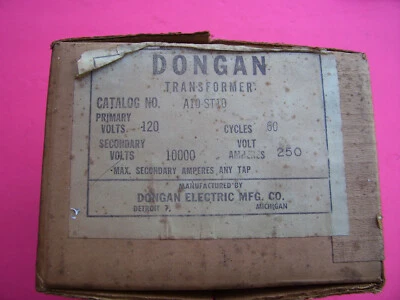 DONGAN
TRANSFORMER
CATALOG NO. A10-ST10
PRIMARY
VOLTS 120 CYCLES 60
SECONDARY VOLT
VOLTS 10000 AMPERES 250
*MAX. SECONDARY AMPERES ANY TAP
MANUFACTURED BY
DONGAN ELECTRIC MFG. CO.
DETROIT 7, MICHIGAN